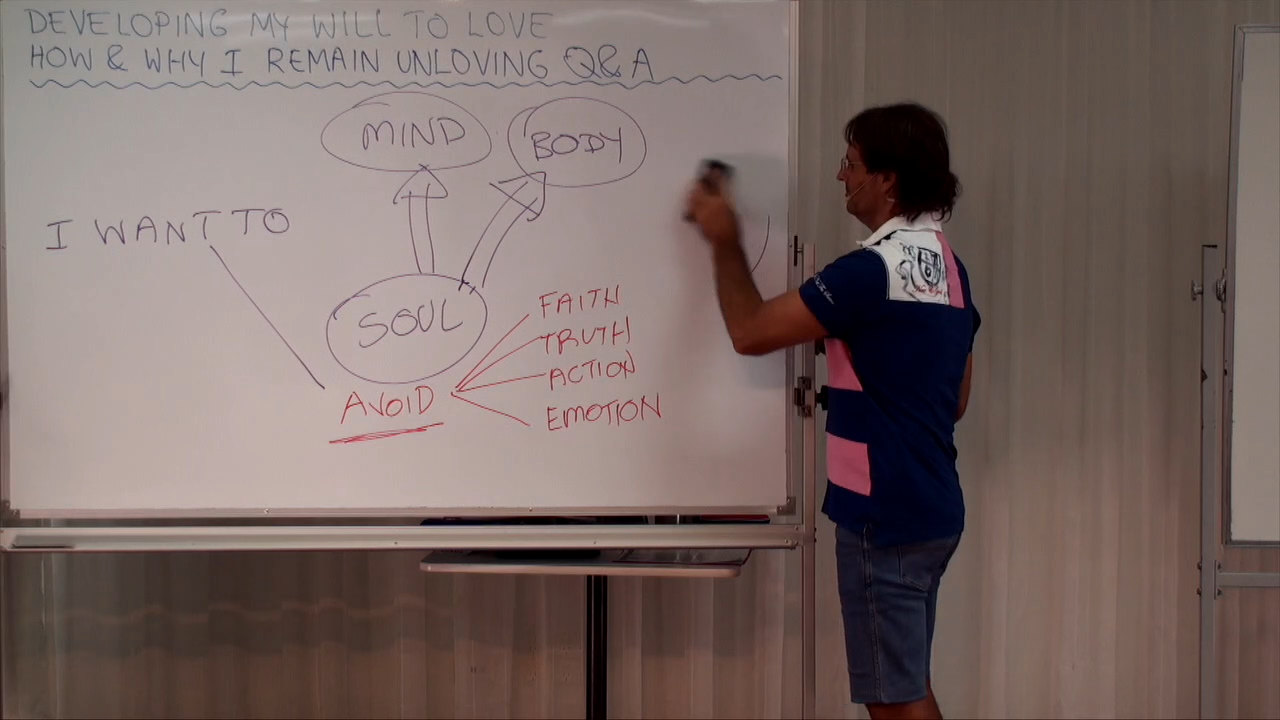 DEVELOPING MY WILL TO LOVE
HOW & WHY I REMAIN UNLOVING Q&A
MIND
BODY
I WANT TO
SOUL
FAITH
TRUTH
ACTION
AVOID
EMOTION